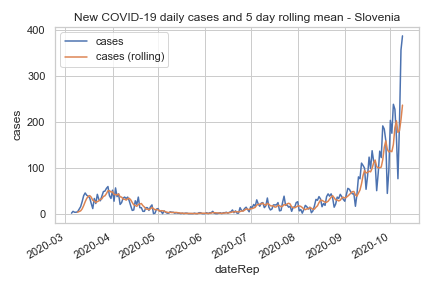 New COVID-19 daily cases and 5 day rolling mean - Slovenia
cases
cases (rolling)
400
300
200
100
0
cases
2020-03
2020-04
2020-05
2020-06
2020-07
2020-08
2020-09
2020-10
dateRep